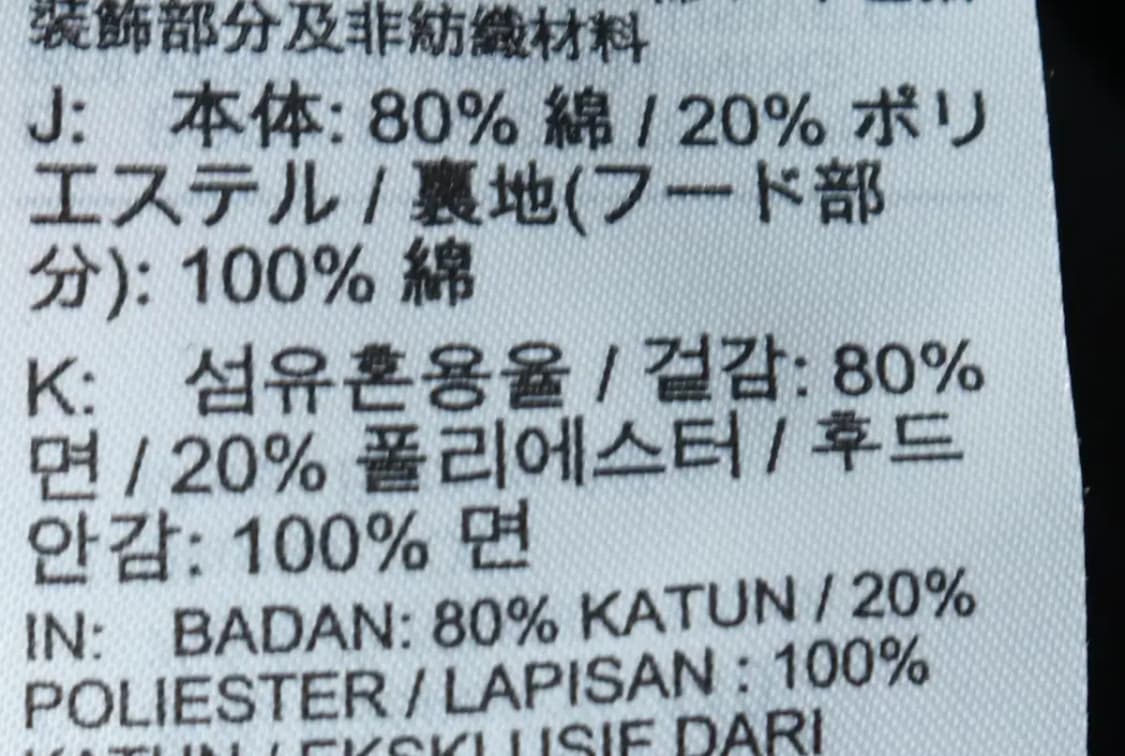 裝飾部分及非紡織材料
J: 本体: 80% 綿 / 20% ポリ
エステル / 裏地(フード部
分): 100% 綿
K: 섬유혼용율 / 겉감: 80%
면 / 20% 폴리에스터 / 후드
안감: 100% 면
IN: BADAN: 80% KATUN / 20%
POLIESTER / LAPISAN : 100%
KATUN / EKSKLUSIF DARI